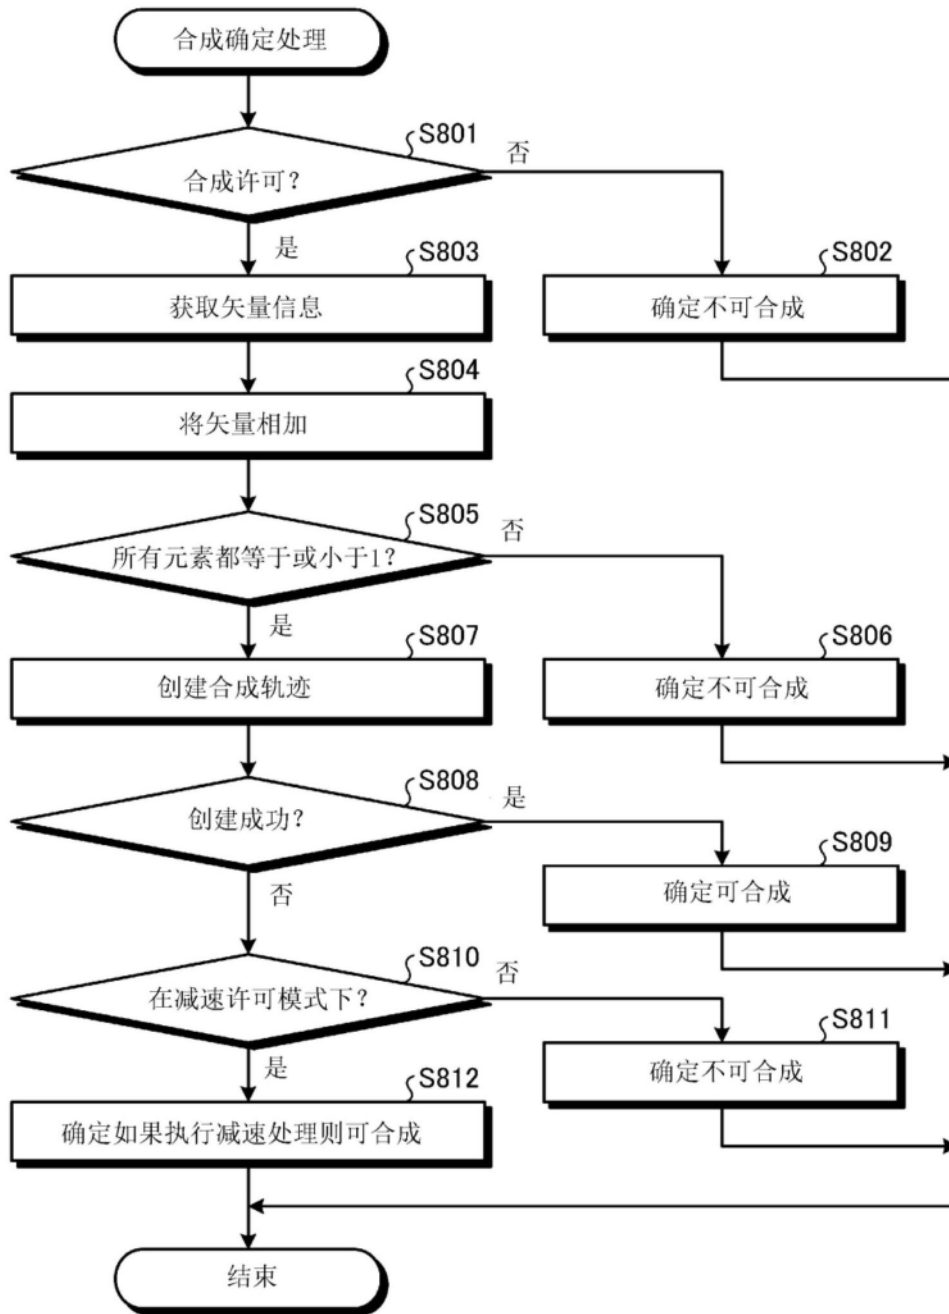 合成确定处理
S801
否
合成许可?
是
S803
获取矢量信息
S802
确定不可合成
S804
将矢量相加
S805
否
所有元素都等于或小于1?
是
S807
创建合成轨迹
S806
确定不可合成
S808
是
创建成功?
否
S809
确定可合成
S810
否
在减速许可模式下?
是
S811
确定不可合成
S812
确定如果执行减速处理则可合成
结束